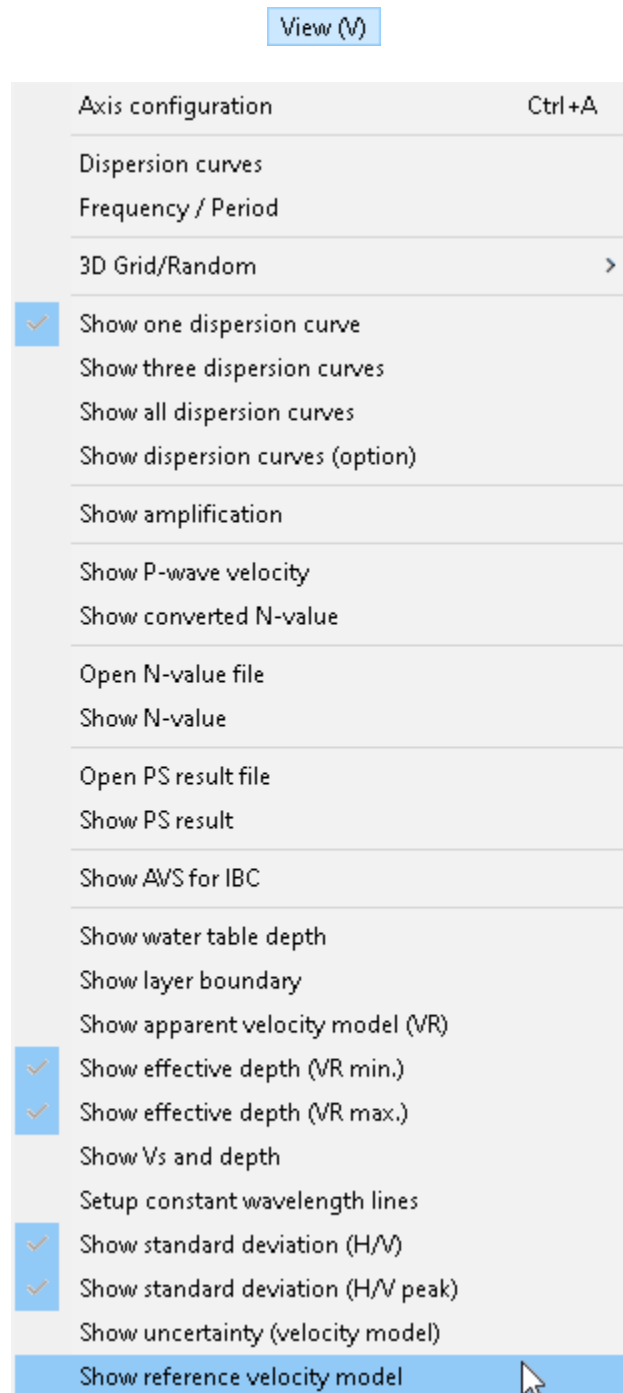 View (V)
Axis configuration Ctrl+A
Dispersion curves
Frequency / Period
3D Grid/Random
Show one dispersion curve
Show three dispersion curves
Show all dispersion curves
Show dispersion curves (option)
Show amplification
Show P-wave velocity
Show converted N-value
Open N-value file
Show N-value
Open PS result file
Show PS result
Show AVS for IBC
Show water table depth
Show layer boundary
Show apparent velocity model (VR)
Show effective depth (VR min.)
Show effective depth (VR max.)
Show Vs and depth
Setup constant wavelength lines
Show standard deviation (H/V)
Show standard deviation (H/V peak)
Show uncertainty (velocity model)
Show reference velocity model